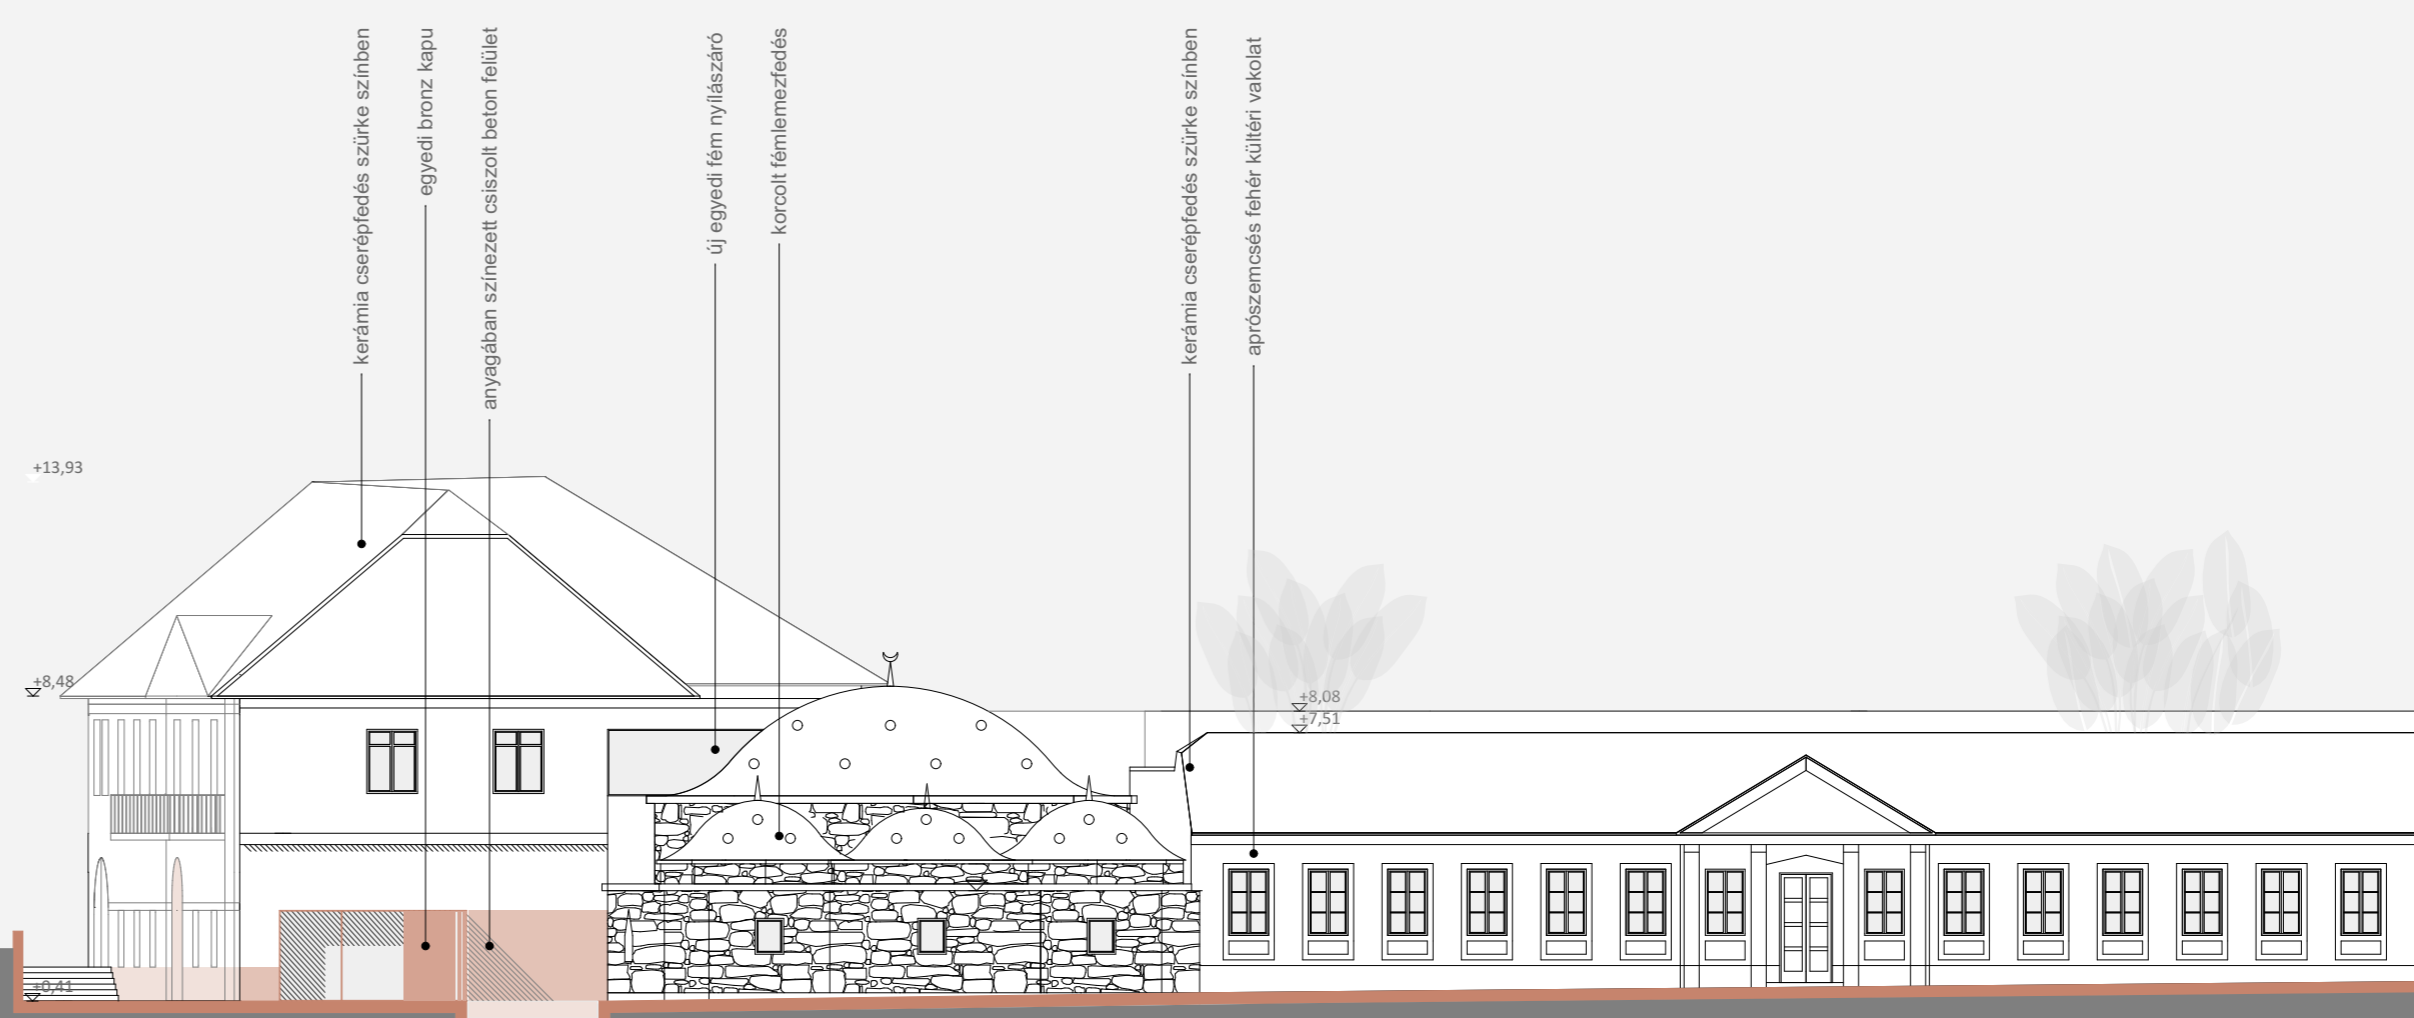 kerámia cserépfedés szürke színben
egyedi bronz kapu
anyagában színezett csiszolt beton felület
új egyedi fém nyílászáró
korcolt fémlemezfedés
kerámia cserépfedés szürke színben
aprószemcsés fehér kültéri vakolat
+13,93
+8,48
+8,08
+7,51
+0,41